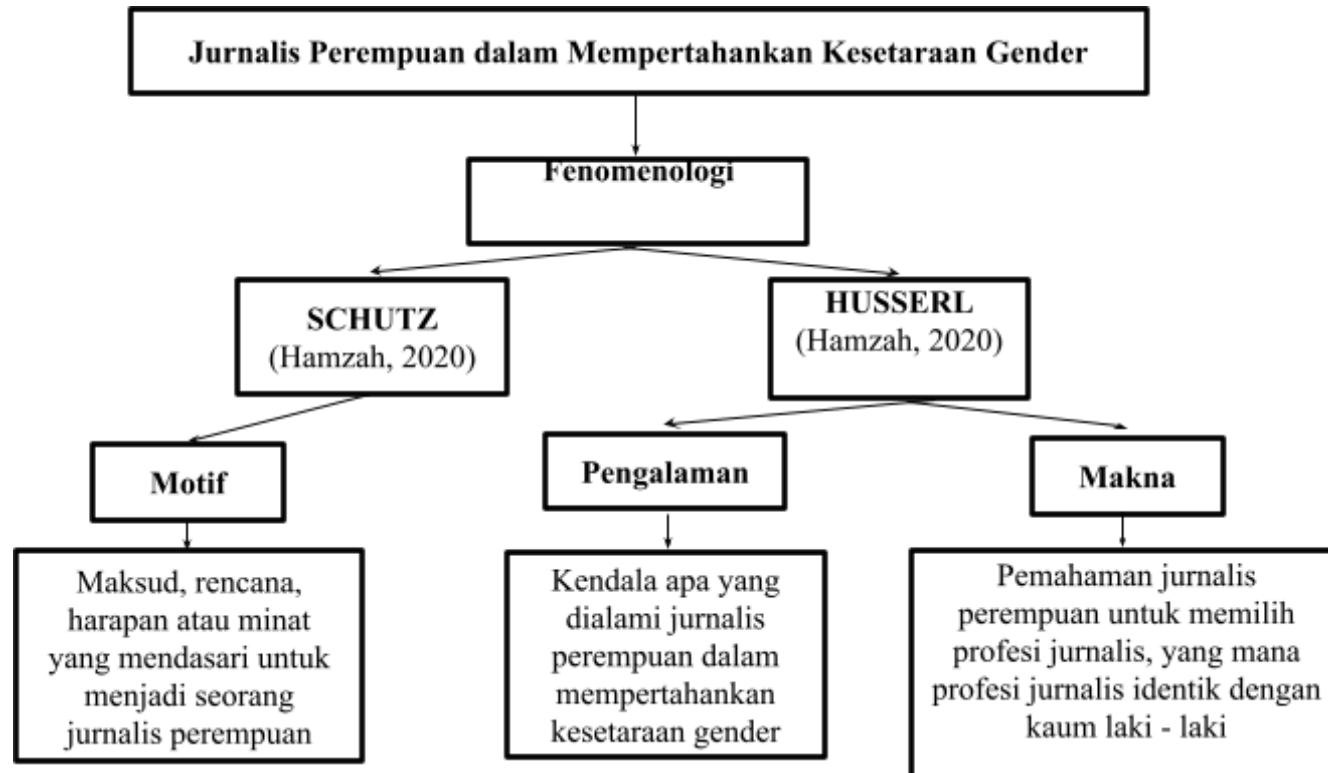 Jurnalis Perempuan dalam Mempertahankan Kesetaraan Gender
Fenomenologi
SCHUTZ
(Hamzah, 2020)
HUSSERL
(Hamzah, 2020)
Motif
Pengalaman
Makna
Maksud, rencana,
harapan atau minat
yang mendasari untuk
menjadi seorang
jurnalis perempuan
Kendala apa yang
dialami jurnalis
perempuan dalam
mempertahankan
kesetaraan gender
Pemahaman jurnalis
perempuan untuk memilih
profesi jurnalis, yang mana
profesi jurnalis identik dengan
kaum laki - laki